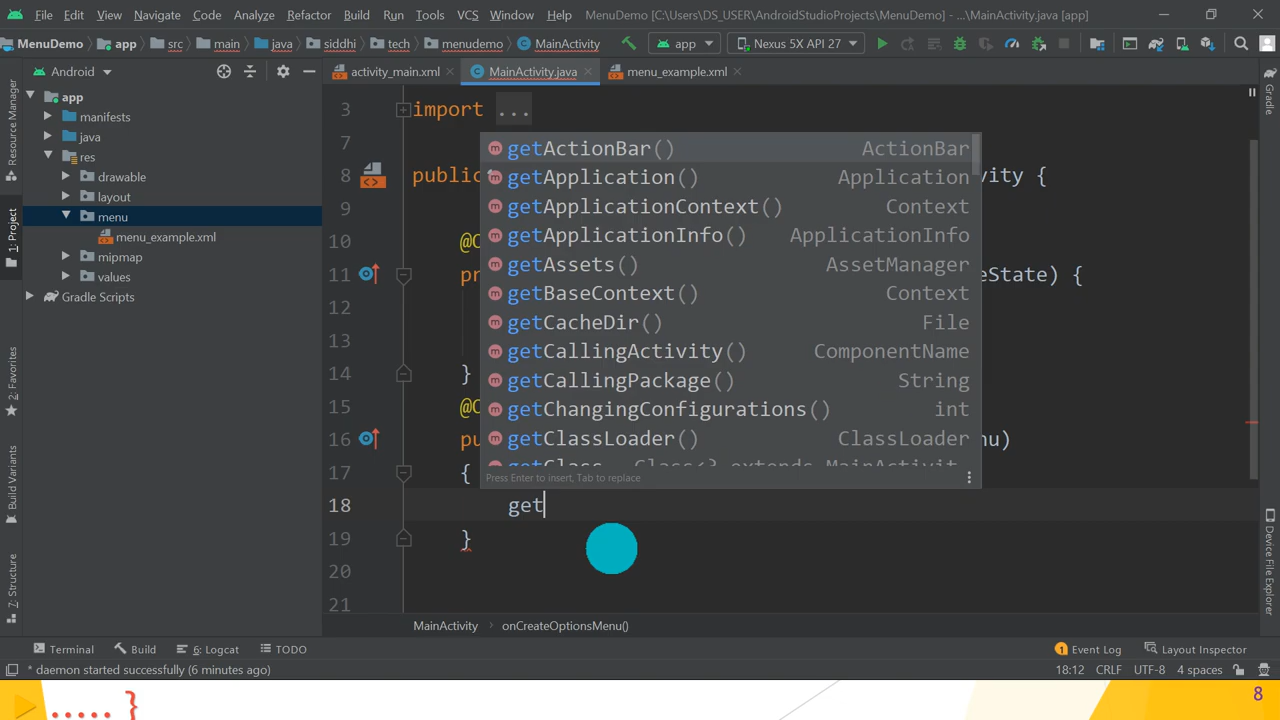 File Edit View Navigate Code Analyze Refactor Build Run Tools VCS Window Help MenuDemo [C:\Users\DS_USER\AndroidStudioProjects\MenuDemo] - ...\MainActivity.java [app]
MenuDemo app src main java siddhi tech menudemo MainActivity app Nexus 5X API 27
Android activity_main.xml MainActivity.java menu_example.xml
app
manifests
java
res
drawable
layout
menu
menu_example.xml
mipmap
values
Gradle Scripts
Resource Manager
1: Project
2: Favorites
Build Variants
7: Structure
Gradle
Device File Explorer
3 import ...
7
8 public vity {
9
10 @O
11 pr eState) {
12
13
14 }
15 @O
16 pu nu)
17 {
18 get
19 }
20
21
getActionBar() ActionBar
getApplication() Application
getApplicationContext() Context
getApplicationInfo() ApplicationInfo
getAssets() AssetManager
getBaseContext() Context
getCacheDir() File
getCallingActivity() ComponentName
getCallingPackage() String
getChangingConfigurations() int
getClassLoader() ClassLoader
getClass Class<? extends MainActivit
Press Enter to insert, Tab to replace
MainActivity › onCreateOptionsMenu()
Terminal Build 6: Logcat TODO 1 Event Log Layout Inspector
* daemon started successfully (6 minutes ago) 18:12 CRLF UTF-8 4 spaces
..... } 8